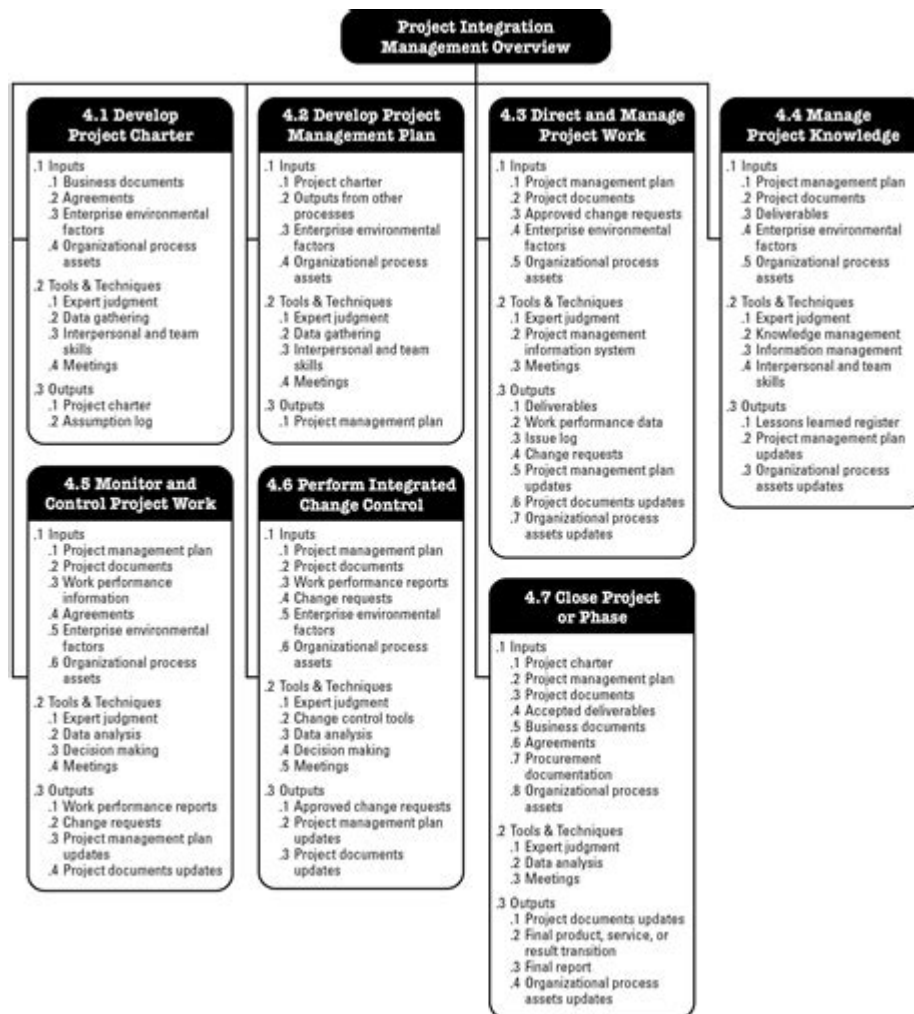 Project Integration
Management Overview
4.1 Develop
Project Charter
.1 Inputs
.1 Business documents
.2 Agreements
.3 Enterprise environmental
factors
.4 Organizational process
assets
.2 Tools & Techniques
.1 Expert judgment
.2 Data gathering
.3 Interpersonal and team
skills
.4 Meetings
.3 Outputs
.1 Project charter
.2 Assumption log
4.2 Develop Project
Management Plan
.1 Inputs
.1 Project charter
.2 Outputs from other
processes
.3 Enterprise environmental
factors
.4 Organizational process
assets
.2 Tools & Techniques
.1 Expert judgment
.2 Data gathering
.3 Interpersonal and team
skills
.4 Meetings
.3 Outputs
.1 Project management plan
4.3 Direct and Manage
Project Work
.1 Inputs
.1 Project management plan
.2 Project documents
.3 Approved change requests
.4 Enterprise environmental
factors
.5 Organizational process
assets
.2 Tools & Techniques
.1 Expert judgment
.2 Project management
information system
.3 Meetings
.3 Outputs
.1 Deliverables
.2 Work performance data
.3 Issue log
.4 Change requests
.5 Project management plan
updates
.6 Project documents updates
.7 Organizational process
assets updates
4.4 Manage
Project Knowledge
.1 Inputs
.1 Project management plan
.2 Project documents
.3 Deliverables
.4 Enterprise environmental
factors
.5 Organizational process
assets
.2 Tools & Techniques
.1 Expert judgment
.2 Knowledge management
.3 Information management
.4 Interpersonal and team
skills
.3 Outputs
.1 Lessons learned register
.2 Project management plan
updates
.3 Organizational process
assets updates
4.5 Monitor and
Control Project Work
.1 Inputs
.1 Project management plan
.2 Project documents
.3 Work performance
information
.4 Agreements
.5 Enterprise environmental
factors
.6 Organizational process
assets
.2 Tools & Techniques
.1 Expert judgment
.2 Data analysis
.3 Decision making
.4 Meetings
.3 Outputs
.1 Work performance reports
.2 Change requests
.3 Project management plan
updates
.4 Project documents updates
4.6 Perform Integrated
Change Control
.1 Inputs
.1 Project management plan
.2 Project documents
.3 Work performance reports
.4 Change requests
.5 Enterprise environmental
factors
.6 Organizational process
assets
.2 Tools & Techniques
.1 Expert judgment
.2 Change control tools
.3 Data analysis
.4 Decision making
.5 Meetings
.3 Outputs
.1 Approved change requests
.2 Project management plan
updates
.3 Project documents
updates
4.7 Close Project
or Phase
.1 Inputs
.1 Project charter
.2 Project management plan
.3 Project documents
.4 Accepted deliverables
.5 Business documents
.6 Agreements
.7 Procurement
documentation
.8 Organizational process
assets
.2 Tools & Techniques
.1 Expert judgment
.2 Data analysis
.3 Meetings
.3 Outputs
.1 Project documents updates
.2 Final product, service, or
result transition
.3 Final report
.4 Organizational process
assets updates